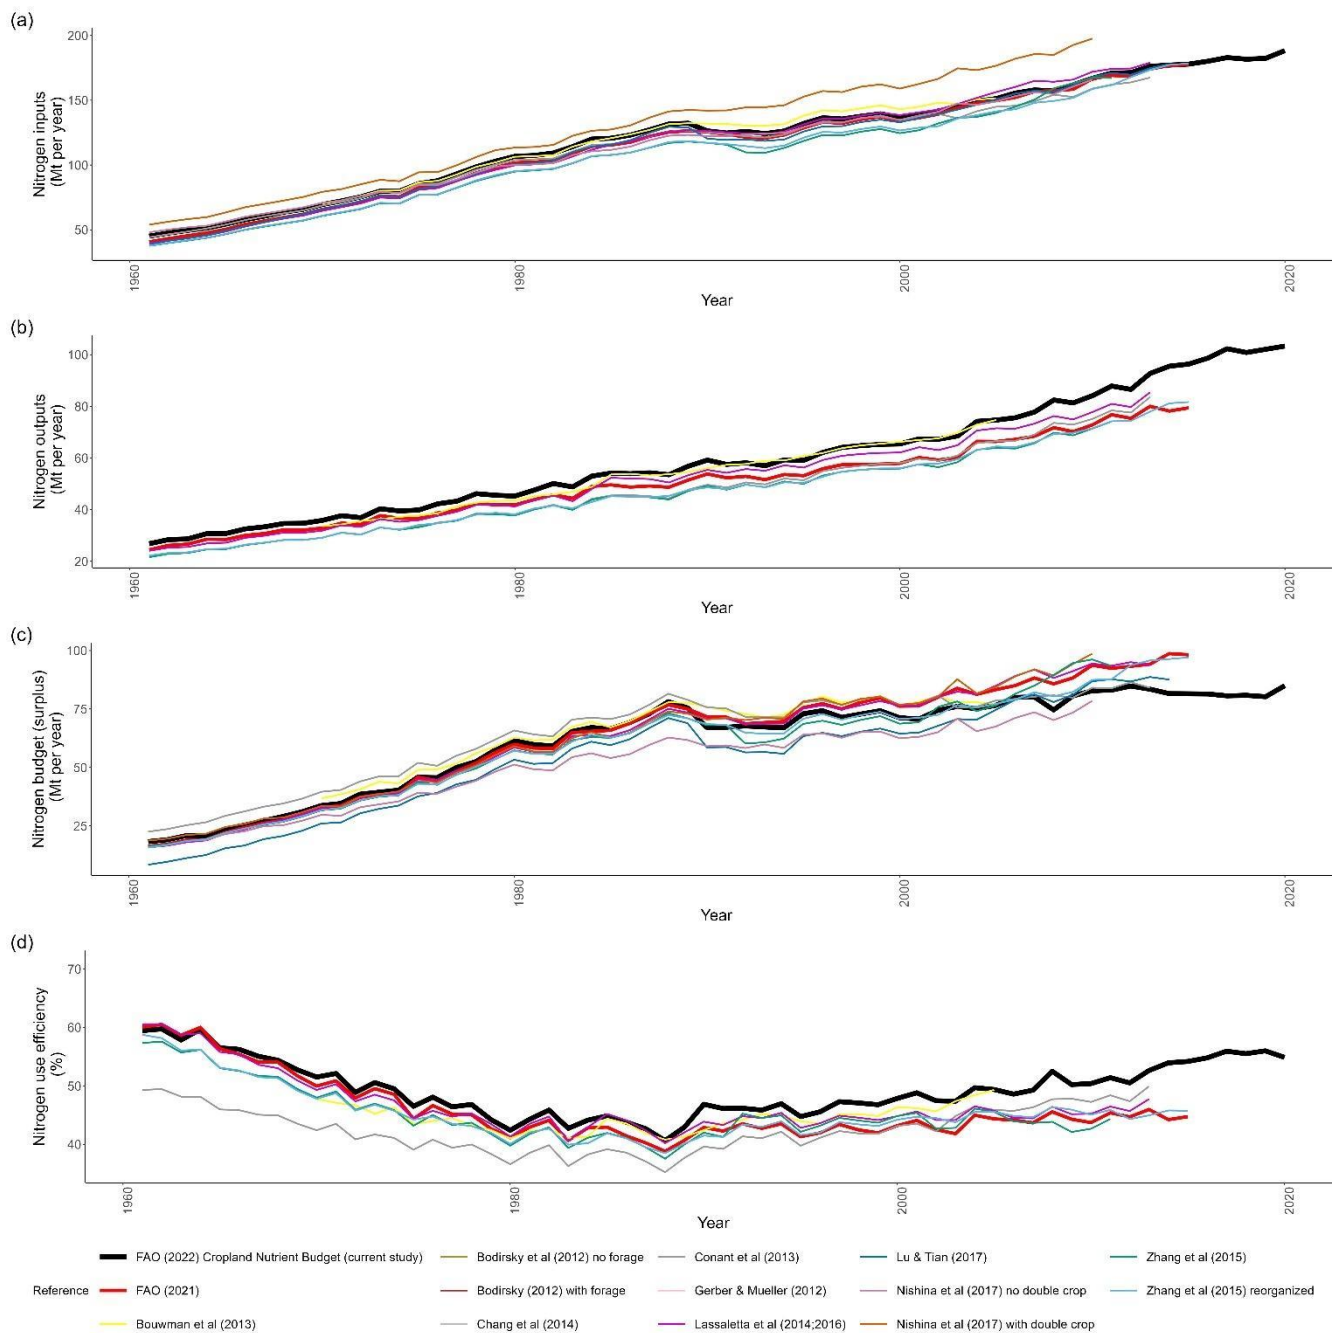 (a)
200
150
100
50
Nitrogen inputs
(Mt per year)
1960
1980
2000
2020
Year
(b)
100
80
60
40
20
Nitrogen outputs
(Mt per year)
1960
1980
2000
2020
Year
(c)
100
75
50
25
Nitrogen budget (surplus)
(Mt per year)
1960
1980
2000
2020
Year
(d)
70
60
50
40
Nitrogen use efficiency
(%)
1960
1980
2000
2020
Year
Reference
FAO (2022) Cropland Nutrient Budget (current study)
FAO (2021)
Bouwman et al (2013)
Bodirsky et al (2012) no forage
Bodirsky (2012) with forage
Chang et al (2014)
Conant et al (2013)
Gerber & Mueller (2012)
Lassaletta et al (2014;2016)
Lu & Tian (2017)
Nishina et al (2017) no double crop
Nishina et al (2017) with double crop
Zhang et al (2015)
Zhang et al (2015) reorganized